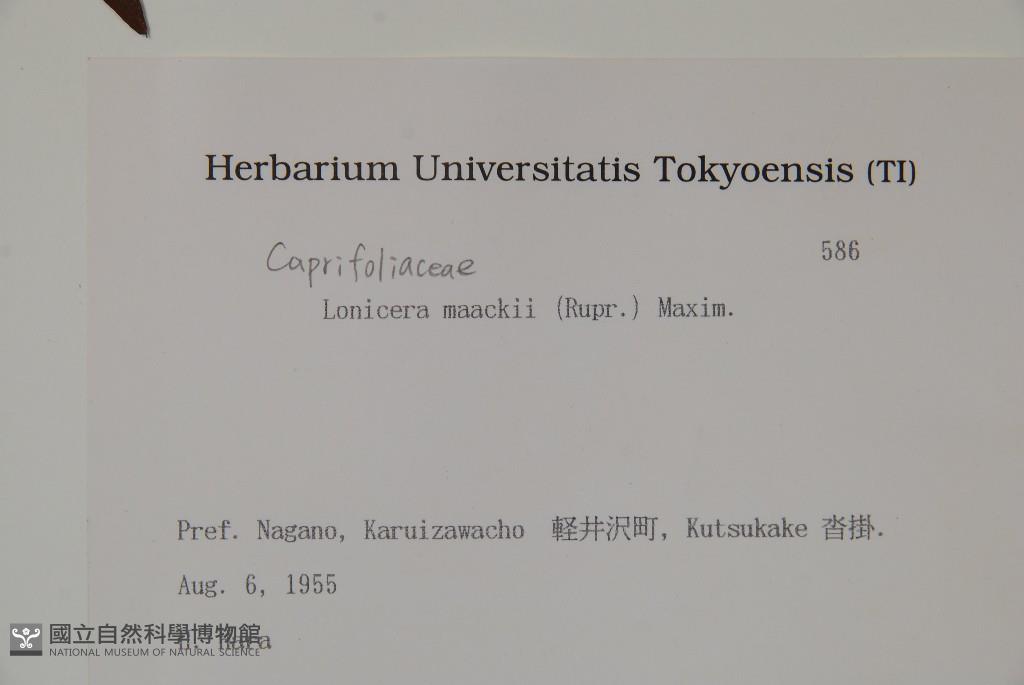 Herbarium Universitatis Tokyoensis (TI)
586
Caprifoliaceae
Lonicera maackii (Rupr.) Maxim.
Pref. Nagano, Karuizawacho 軽井沢町, Kutsukake 沓掛.
Aug. 6, 1955
H. Hara
國立自然科學博物館
NATIONAL MUSEUM OF NATURAL SCIENCE